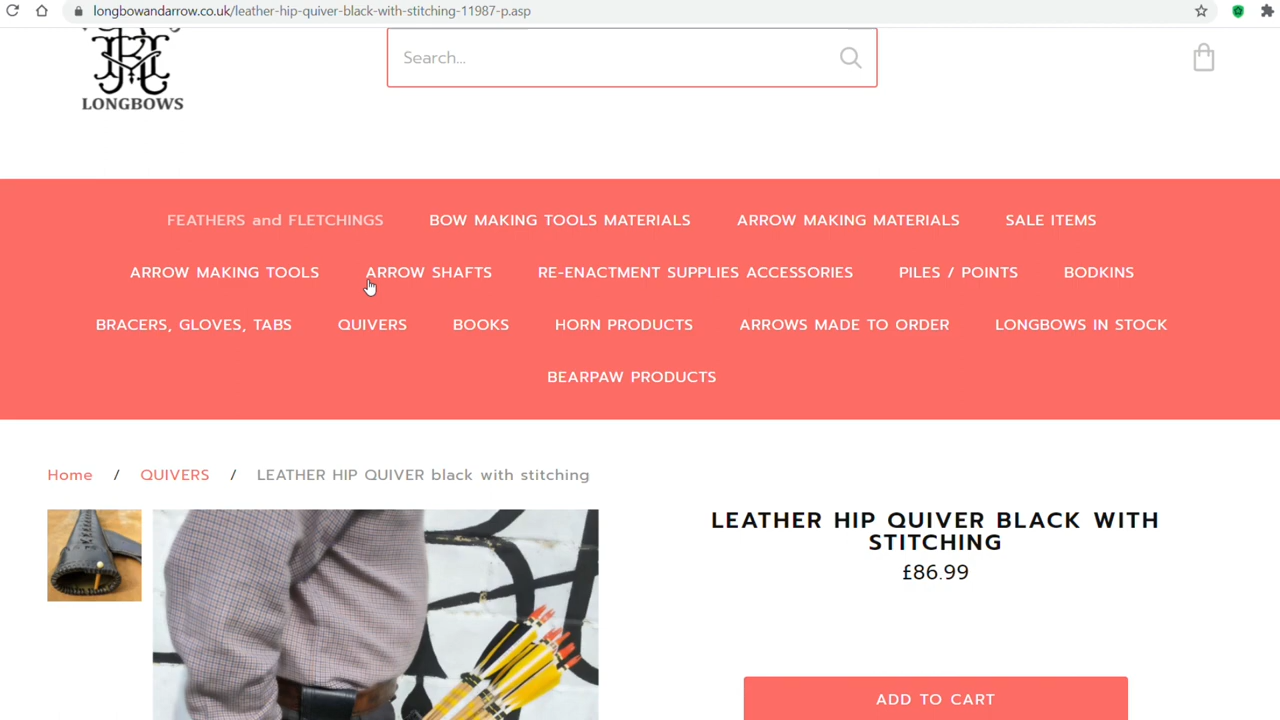 longbowandarrow.co.uk/leather-hip-quiver-black-with-stitching-11987-p.asp
LONGBOWS
Search...
FEATHERS and FLETCHINGS BOW MAKING TOOLS MATERIALS ARROW MAKING MATERIALS SALE ITEMS
ARROW MAKING TOOLS ARROW SHAFTS RE-ENACTMENT SUPPLIES ACCESSORIES PILES / POINTS BODKINS
BRACERS, GLOVES, TABS QUIVERS BOOKS HORN PRODUCTS ARROWS MADE TO ORDER LONGBOWS IN STOCK
BEARPAW PRODUCTS
Home / QUIVERS / LEATHER HIP QUIVER black with stitching
LEATHER HIP QUIVER BLACK WITH
STITCHING
£86.99
ADD TO CART